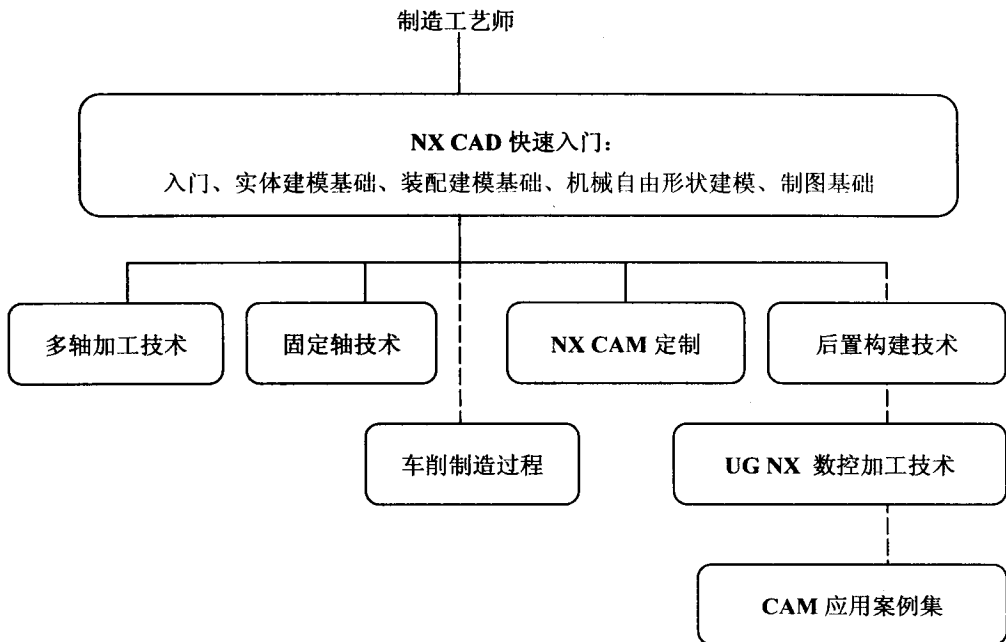 制造工艺师
NX CAD 快速入门：
入门、实体建模基础、装配建模基础、机械自由形状建模、制图基础
多轴加工技术
固定轴技术
NX CAM 定制
后置构建技术
车削制造过程
UG NX 数控加工技术
CAM 应用案例集